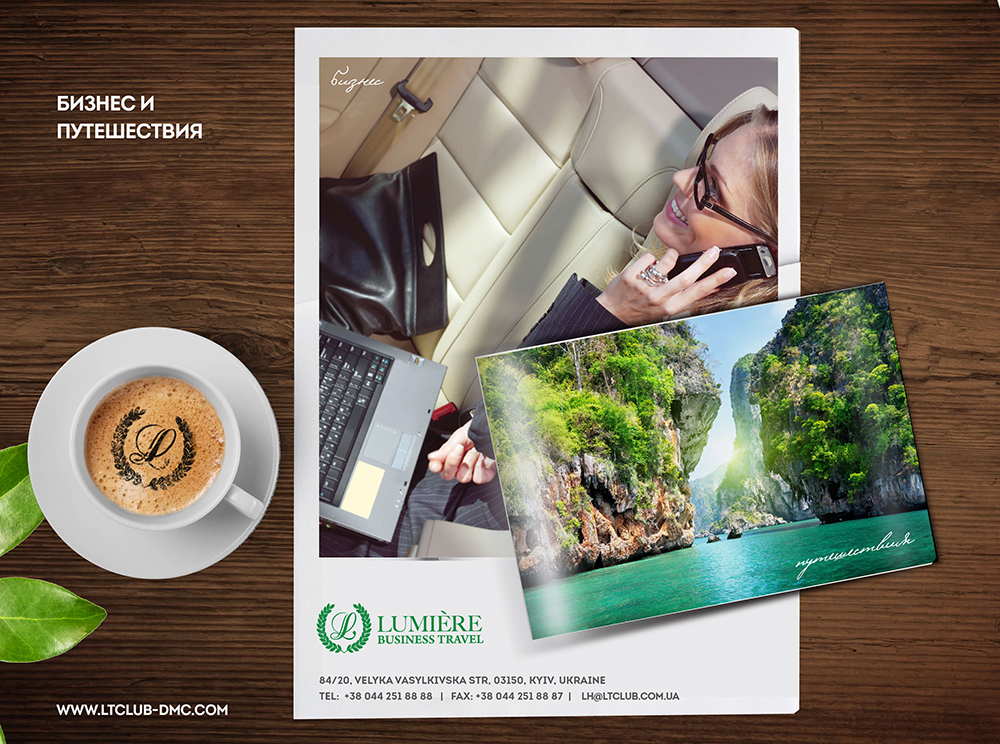 БИЗНЕС И
ПУТЕШЕСТВИЯ
бизнес
путешествия
L
L
LUMIÈRE
BUSINESS TRAVEL
84/20, VELYKA VASYLKIVSKA STR, 03150, KYIV, UKRAINE
TEL: +38 044 251 88 88 | FAX: +38 044 251 88 87 | LH@LTCLUB.COM.UA
WWW.LTCLUB-DMC.COM